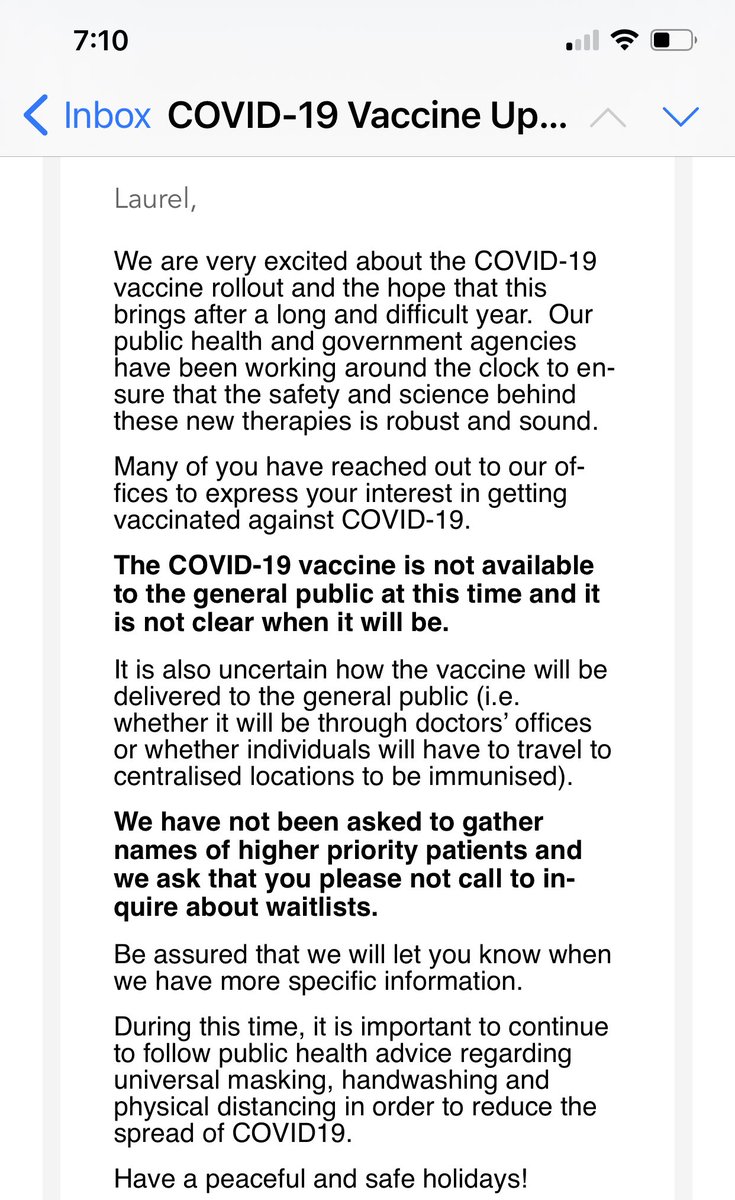 7:10
Inbox COVID-19 Vaccine Up...
Laurel,
We are very excited about the COVID-19
vaccine rollout and the hope that this
brings after a long and difficult year.  Our
public health and government agencies
have been working around the clock to en-
sure that the safety and science behind
these new therapies is robust and sound.
Many of you have reached out to our of-
fices to express your interest in getting
vaccinated against COVID-19.
The COVID-19 vaccine is not available
to the general public at this time and it
is not clear when it will be.
It is also uncertain how the vaccine will be
delivered to the general public (i.e.
whether it will be through doctors’ offices
or whether individuals will have to travel to
centralised locations to be immunised).
We have not been asked to gather
names of higher priority patients and
we ask that you please not call to in-
quire about waitlists.
Be assured that we will let you know when
we have more specific information.
During this time, it is important to continue
to follow public health advice regarding
universal masking, handwashing and
physical distancing in order to reduce the
spread of COVID19.
Have a peaceful and safe holidays!